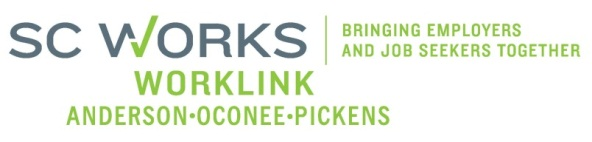 SC WORKS
BRINGING EMPLOYERS
AND JOB SEEKERS TOGETHER
WORKLINK
ANDERSON•OCONEE•PICKENS